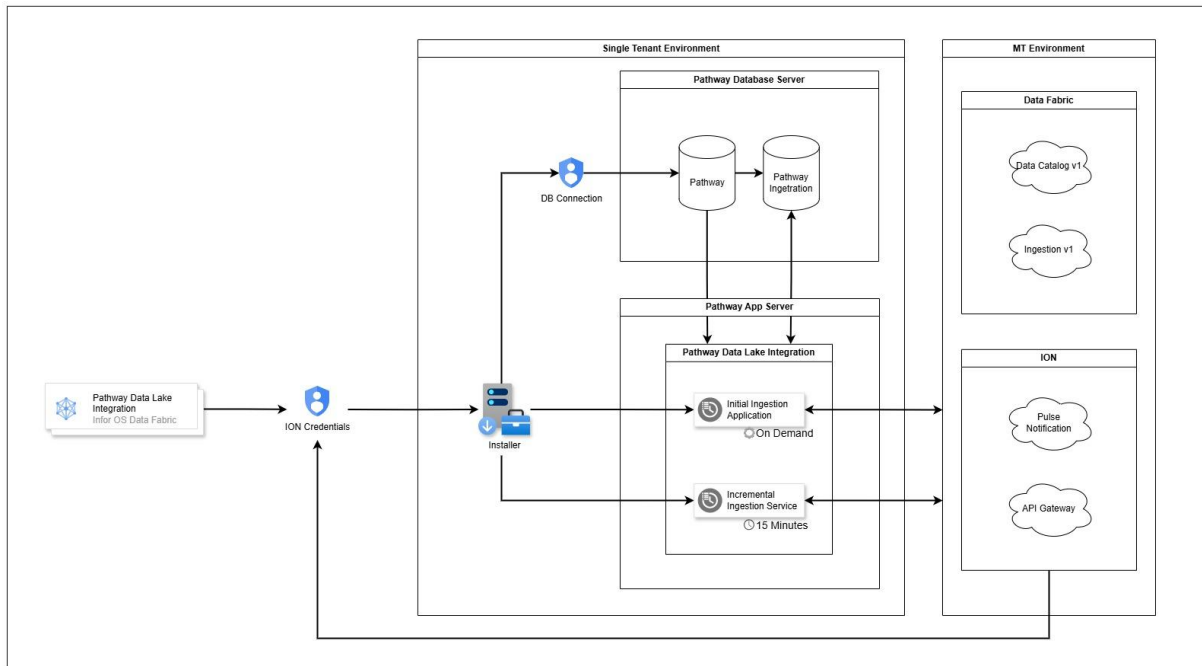 Single Tenant Environment
MT Environment
Pathway Database Server
Data Fabric
Data Catalog v1
Pathway
Pathway
Ingetration
DB Connection
Ingestion v1
Pathway App Server
Pathway Data Lake Integration
ION
Pathway Data Lake
Integration
Infor OS Data Fabric
ION Credentials
Installer
Initial Ingestion
Application
On Demand
Pulse
Notification
Incremental
Ingestion Service
15 Minutes
API Gateway